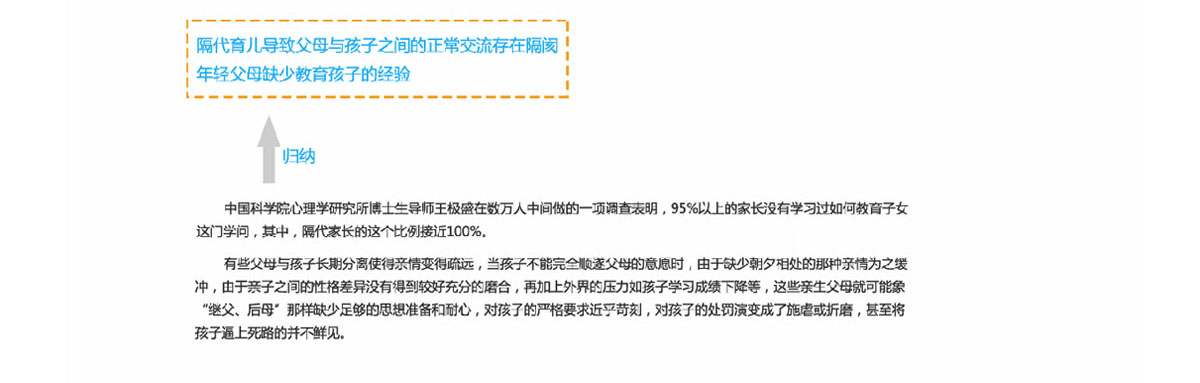 隔代育儿导致父母与孩子之间的正常交流存在隔阂
年轻父母缺少教育孩子的经验
归纳
中国科学院心理学研究所博士生导师王极盛在数万人中间做的一项调查表明，95%以上的家长没有学习过如何教育子女
这门学问，其中，隔代家长的这个比例接近100%。
有些父母与孩子长期分离使得亲情变得疏远，当孩子不能完全顺遂父母的意愿时，由于缺少朝夕相处的那种亲情为之缓
冲，由于亲子之间的性格差异没有得到较好充分的磨合，再加上外界的压力如孩子学习成绩下降等，这些亲生父母就可能象
“继父、后母”那样缺少足够的思想准备和耐心，对孩子的严格要求近乎苛刻，对孩子的处罚演变成了施虐或折磨，甚至将
孩子逼上死路的并不鲜见。